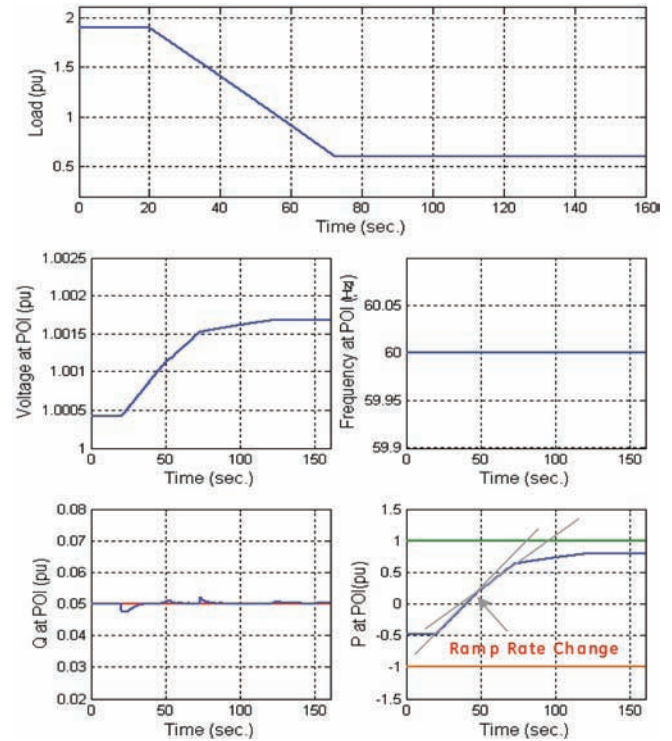 2
1.5
1
0.5
Load (pu)
0 20 40 60 80 100 120 140 160
Time (sec.)
1.0025
1.002
1.0015
1.001
1.0005
1
Voltage at POI (pu)
0 50 100 150
Time (sec.)
60.05
60
59.95
59.9
Frequency at POI (Hz)
0 50 100 150
Time (sec.)
0.08
0.07
0.06
0.05
0.04
0.03
0.02
Q at POI (pu)
0 50 100 150
Time (sec.)
1.5
1
0.5
0
-0.5
-1
-1.5
P at POI(pu)
Ramp Rate Change
0 50 100 150
Time (sec.)